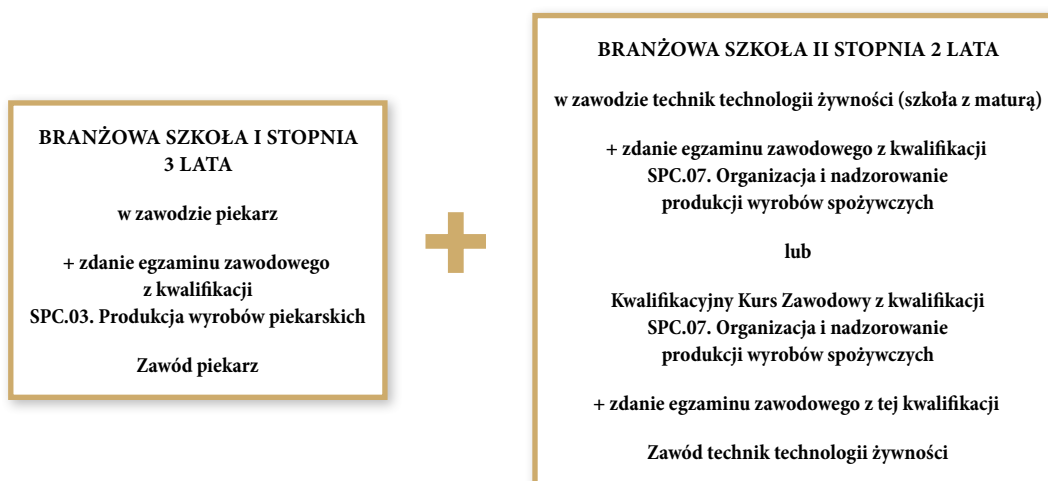 BRANŻOWA SZKOŁA I STOPNIA
3 LATA
w zawodzie piekarz
+ zdanie egzaminu zawodowego
z kwalifikacji
SPC.03. Produkcja wyrobów piekarskich
Zawód piekarz
+
BRANŻOWA SZKOŁA II STOPNIA 2 LATA
w zawodzie technik technologii żywności (szkoła z maturą)
+ zdanie egzaminu zawodowego z kwalifikacji
SPC.07. Organizacja i nadzorowanie
produkcji wyrobów spożywczych
lub
Kwalifikacyjny Kurs Zawodowy z kwalifikacji
SPC.07. Organizacja i nadzorowanie
produkcji wyrobów spożywczych
+ zdanie egzaminu zawodowego z tej kwalifikacji
Zawód technik technologii żywności